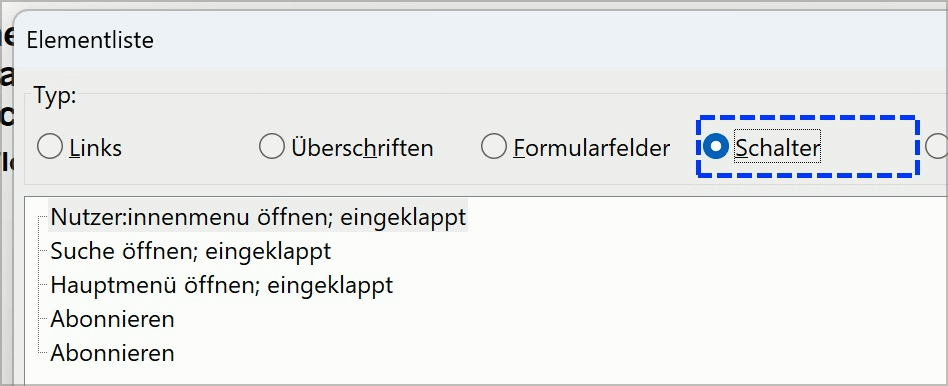 Elementliste
Typ:
Links Überschriften Formularfelder Schalter
Nutzer:innenmenu öffnen; eingeklappt
Suche öffnen; eingeklappt
Hauptmenü öffnen; eingeklappt
Abonnieren
Abonnieren